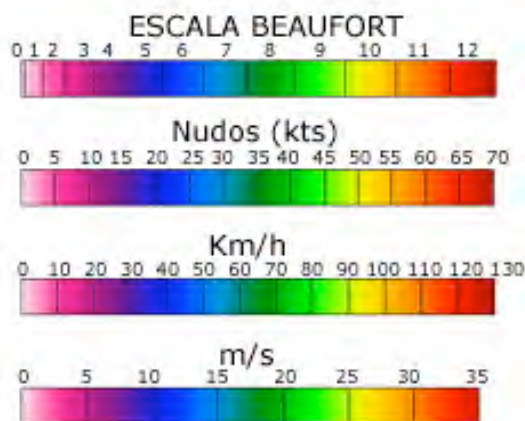 ESCALA BEAUFORT
0 1 2 3 4 5 6 7 8 9 10 11 12
Nudos (kts)
0 5 10 15 20 25 30 35 40 45 50 55 60 65 70
Km/h
0 10 20 30 40 50 60 70 80 90 100 110 120 130
m/s
0 5 10 15 20 25 30 35